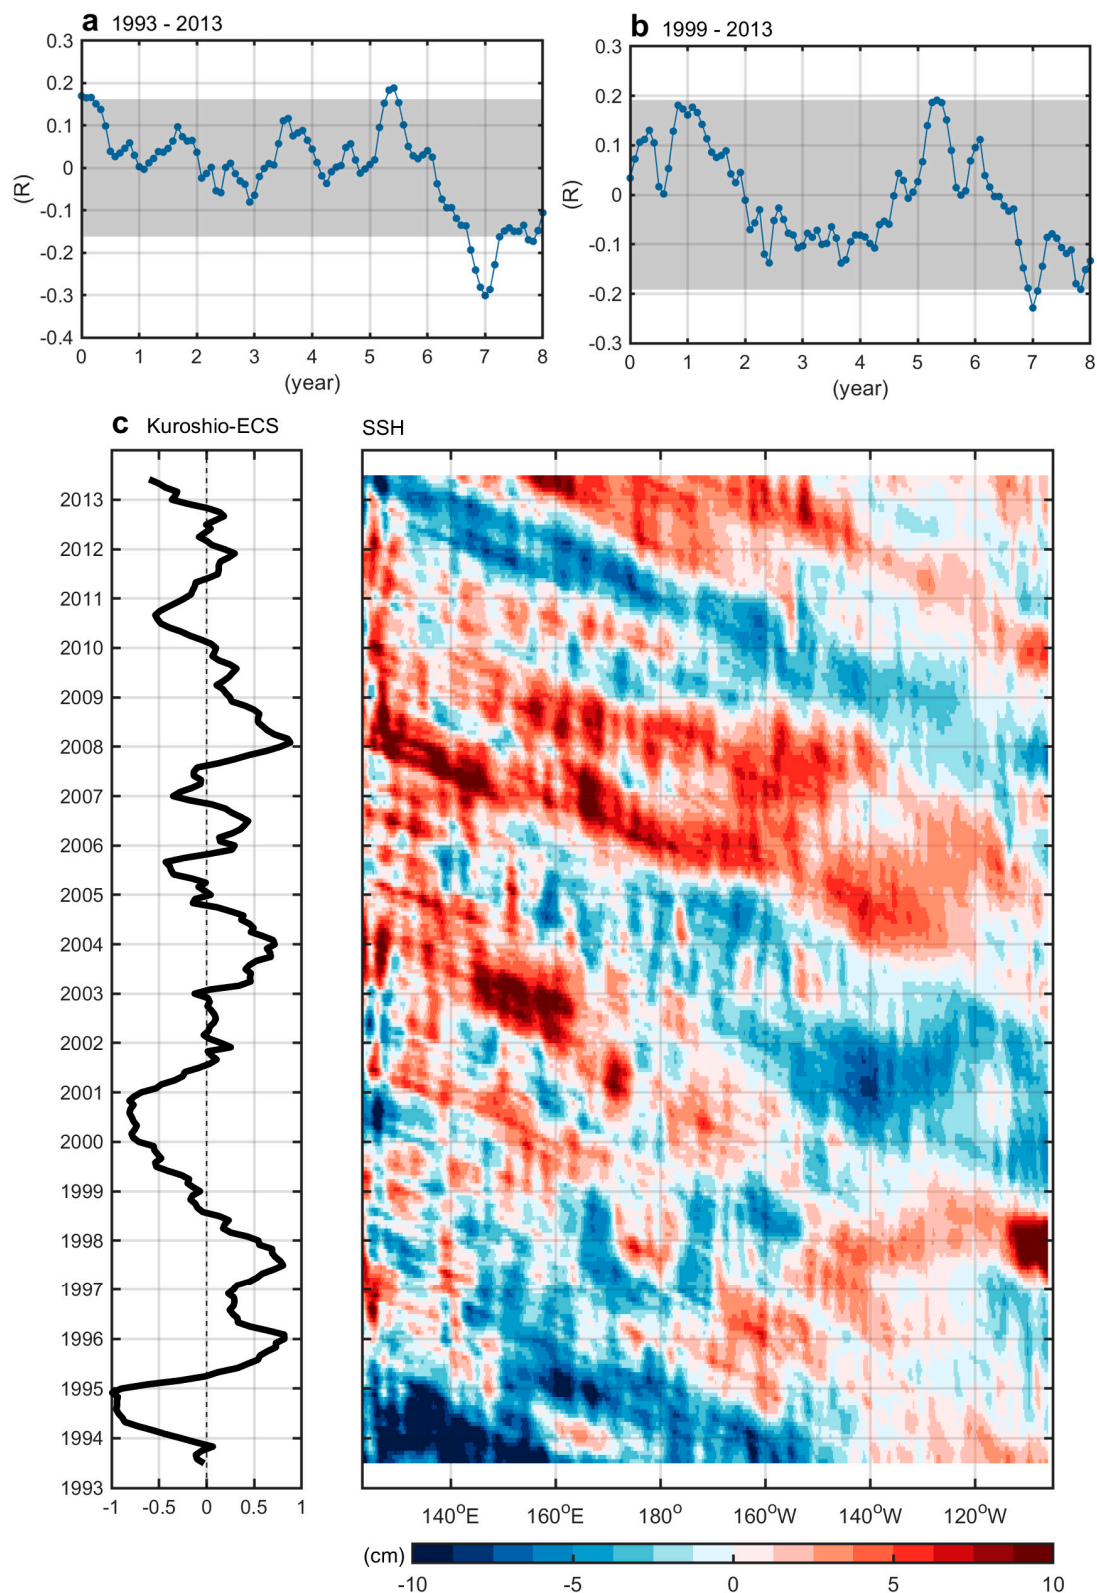 a 1993 - 2013
b 1999 - 2013
0.3
0.2
0.1
0
-0.1
-0.2
-0.3
-0.4
(R)
0 1 2 3 4 5 6 7 8
(year)
0.3
0.2
0.1
0
-0.1
-0.2
-0.3
(R)
0 1 2 3 4 5 6 7 8
(year)
c Kuroshio-ECS
SSH
2013
2012
2011
2010
2009
2008
2007
2006
2005
2004
2003
2002
2001
2000
1999
1998
1997
1996
1995
1994
1993
-1 -0.5 0 0.5 1
140°E 160°E 180° 160°W 140°W 120°W
(cm)
-10 -5 0 5 10